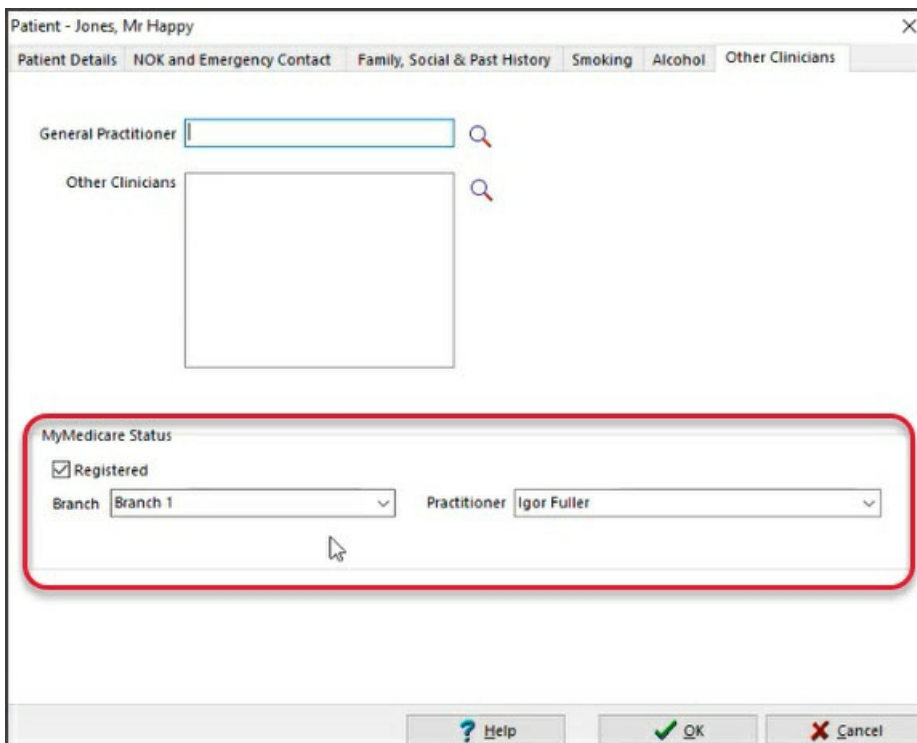 Patient - Jones, Mr Happy
Patient Details NOK and Emergency Contact Family, Social & Past History Smoking Alcohol Other Clinicians
General Practitioner
Other Clinicians
MyMedicare Status
Registered
Branch Branch 1 Practitioner Igor Fuller
? Help OK Cancel